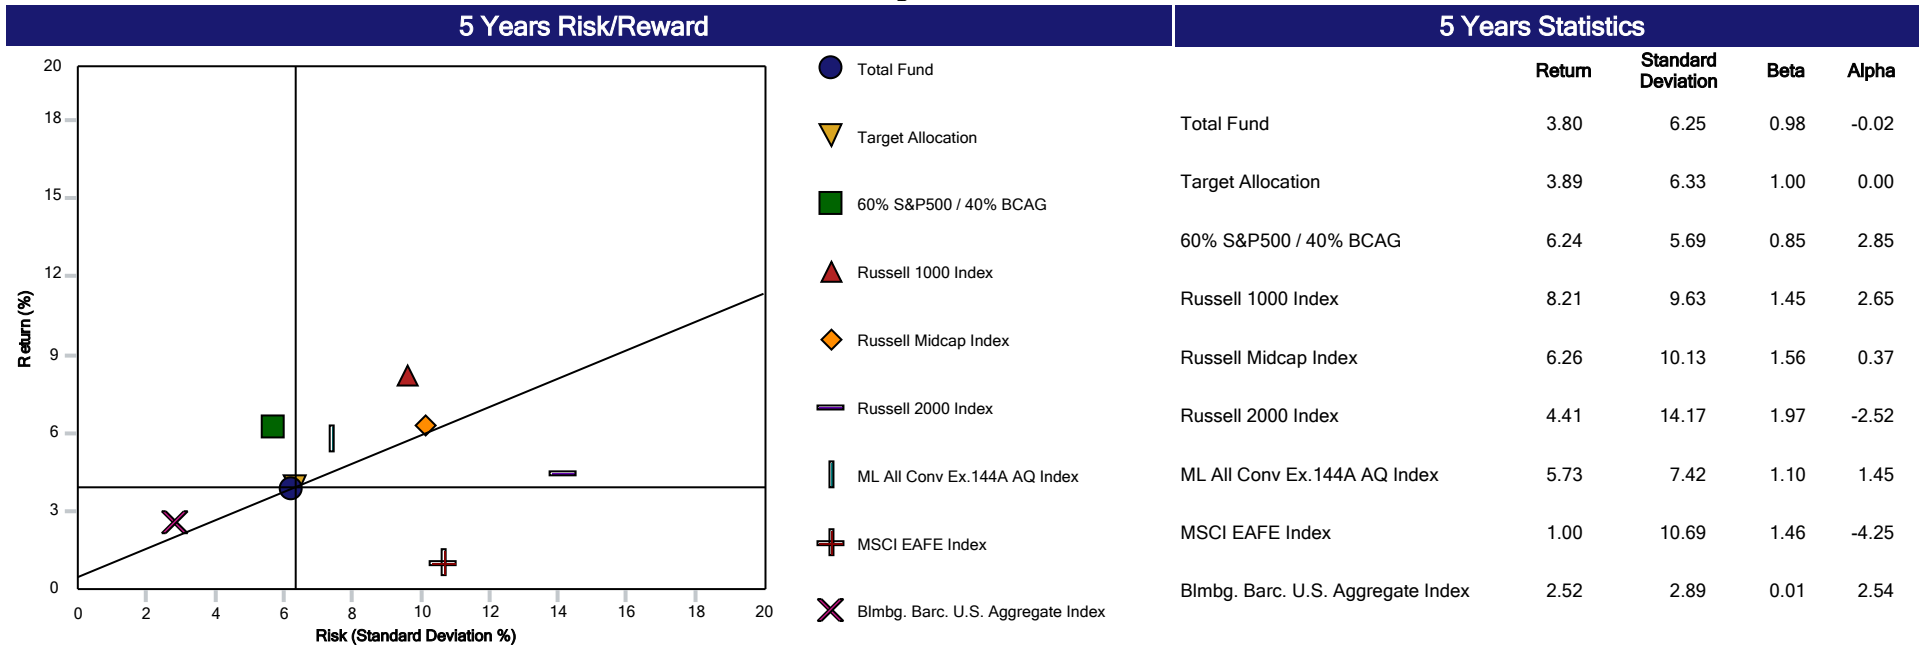 5 Years Risk/Reward
20
18
15
12
9
6
3
0
0 2 4 6 8 10 12 14 16 18 20
Return (%)
Risk (Standard Deviation %)
Total Fund
Target Allocation
60% S&P500 / 40% BCAG
Russell 1000 Index
Russell Midcap Index
Russell 2000 Index
ML All Conv Ex.144A AQ Index
MSCI EAFE Index
Blmbg. Barc. U.S. Aggregate Index
5 Years Statistics
Return Standard Deviation Beta Alpha
Total Fund 3.80 6.25 0.98 -0.02
Target Allocation 3.89 6.33 1.00 0.00
60% S&P500 / 40% BCAG 6.24 5.69 0.85 2.85
Russell 1000 Index 8.21 9.63 1.45 2.65
Russell Midcap Index 6.26 10.13 1.56 0.37
Russell 2000 Index 4.41 14.17 1.97 -2.52
ML All Conv Ex.144A AQ Index 5.73 7.42 1.10 1.45
MSCI EAFE Index 1.00 10.69 1.46 -4.25
Blmbg. Barc. U.S. Aggregate Index 2.52 2.89 0.01 2.54